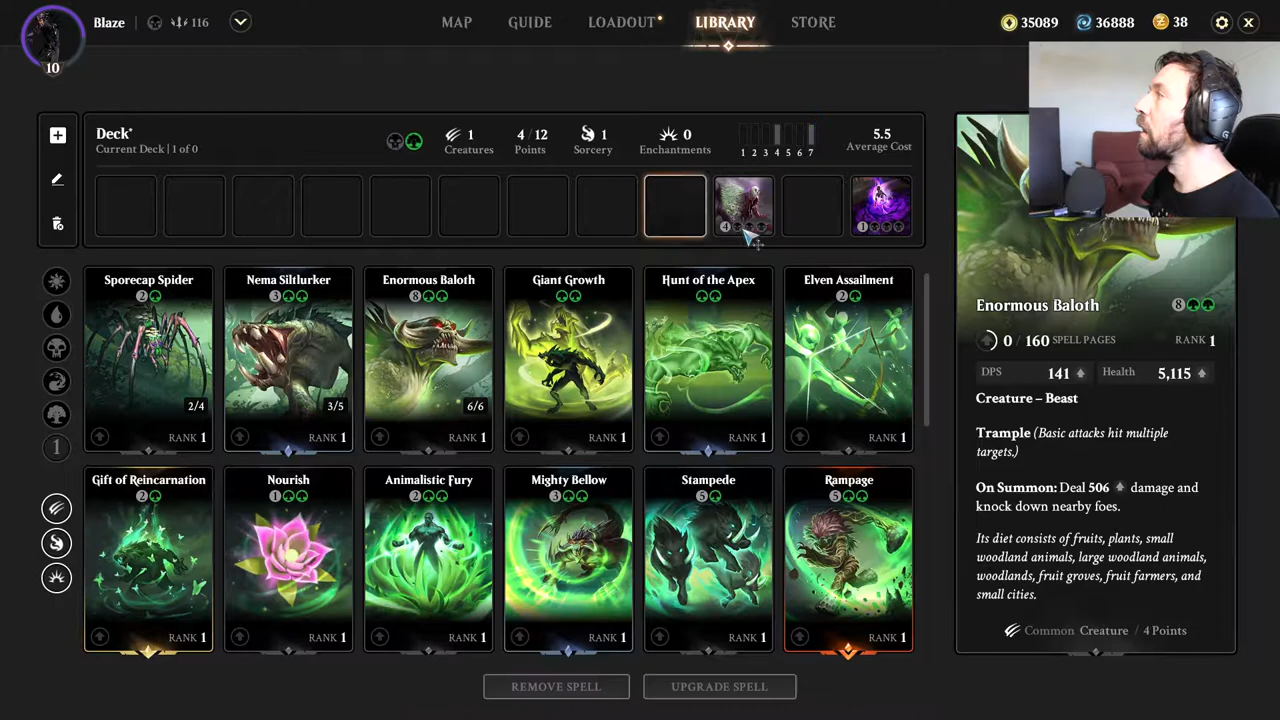 Blaze
116
MAP
GUIDE
LOADOUT
LIBRARY
STORE
35089
36888
38
10
Deck*
Current Deck | 1 of 0
1
Creatures
4/12
Points
1
Sorcery
0
Enchantments
1 2 3 4 5 6 7
5.5
Average Cost
4
1
Sporecap Spider
2
2/4
RANK 1
Nema Siltlurker
3
3/5
RANK 1
Enormous Baloth
8
6/6
RANK 1
Giant Growth
RANK 1
Hunt of the Apex
RANK 1
Elven Assailment
2
RANK 1
Gift of Reincarnation
2
RANK 1
Nourish
1
RANK 1
Animalistic Fury
2
RANK 1
Mighty Bellow
3
RANK 1
Stampede
5
RANK 1
Rampage
5
RANK 1
1
REMOVE SPELL
UPGRADE SPELL
Enormous Baloth
8
0 / 160 SPELL PAGES
RANK 1
DPS 141
Health 5,115
Creature – Beast
Trample (Basic attacks hit multiple
targets.)
On Summon: Deal 506 damage and
knock down nearby foes.
Its diet consists of fruits, plants, small
woodland animals, large woodland animals,
woodlands, fruit groves, fruit farmers, and
small cities.
Common Creature / 4 Points